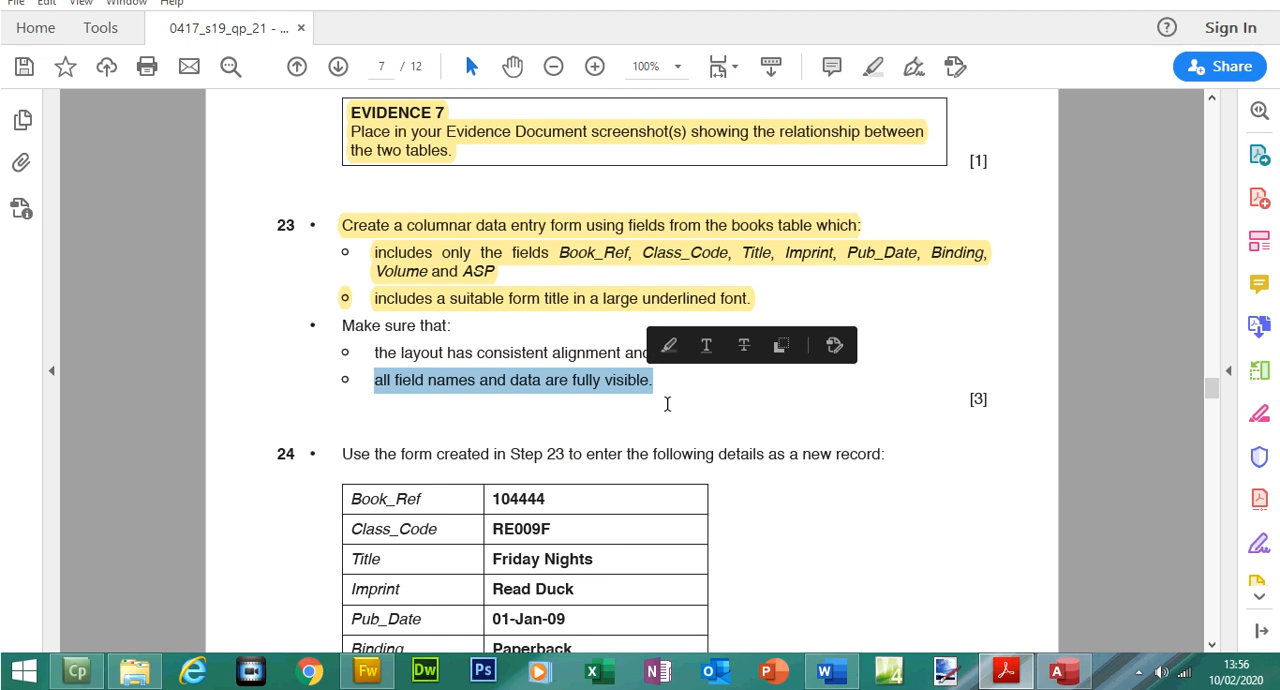 File Edit View Window Help
Home Tools 0417_s19_qp_21 - ... × ? Sign In
7 / 12 100% Share
EVIDENCE 7
Place in your Evidence Document screenshot(s) showing the relationship between
the two tables.
[1]
23 • Create a columnar data entry form using fields from the books table which:
includes only the fields Book_Ref, Class_Code, Title, Imprint, Pub_Date, Binding,
Volume and ASP
includes a suitable form title in a large underlined font.
• Make sure that:
the layout has consistent alignment and
all field names and data are fully visible.
[3]
24 • Use the form created in Step 23 to enter the following details as a new record:
Book_Ref 104444
Class_Code RE009F
Title Friday Nights
Imprint Read Duck
Pub_Date 01-Jan-09
Binding Paperback
Cp Fw Dw Ps X N O P W 4 A
13:56
10/02/2020